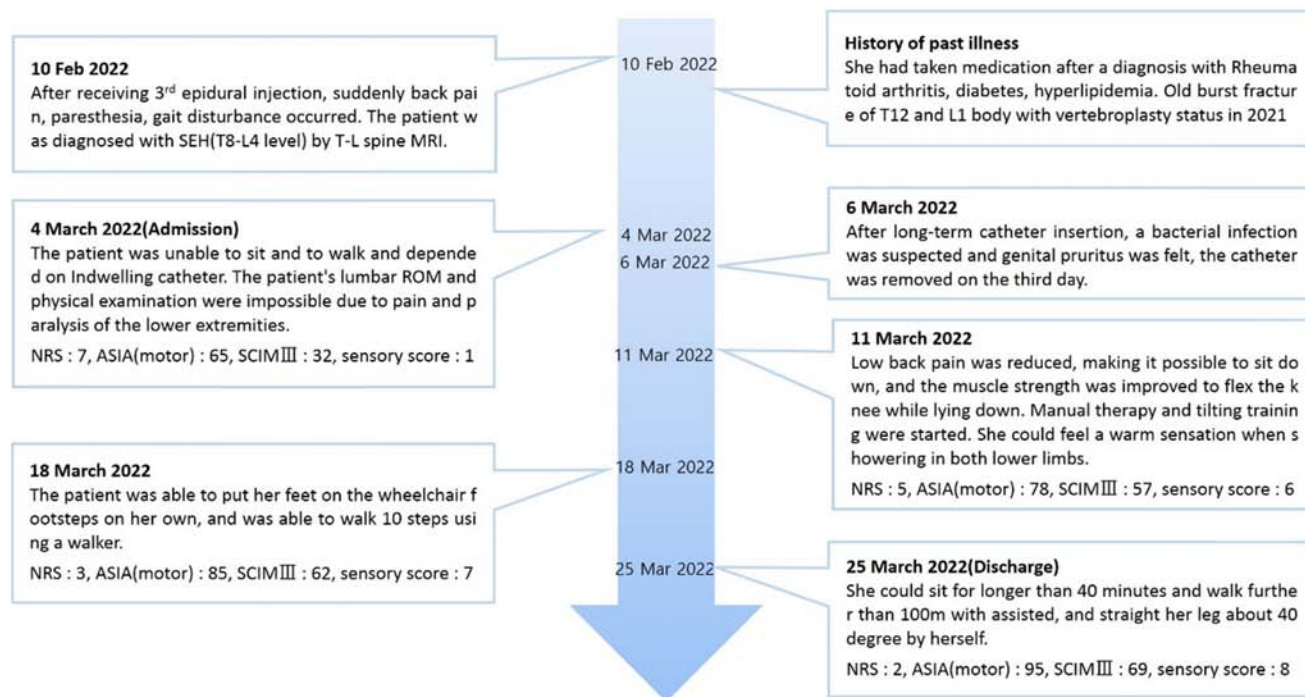 10 Feb 2022
After receiving 3rd epidural injection, suddenly back pai
n, paresthesia, gait disturbance occurred. The patient w
as diagnosed with SEH(T8-L4 level) by T-L spine MRI.
10 Feb 2022
History of past illness
She had taken medication after a diagnosis with Rheuma
toid arthritis, diabetes, hyperlipidemia. Old burst fractur
e of T12 and L1 body with vertebroplasty status in 2021
4 March 2022(Admission)
The patient was unable to sit and to walk and depende
d on Indwelling catheter. The patient's lumbar ROM and
physical examination were impossible due to pain and p
aralysis of the lower extremities.
NRS : 7, ASIA(motor) : 65, SCIMⅢ : 32, sensory score : 1
4 Mar 2022
6 Mar 2022
6 March 2022
After long-term catheter insertion, a bacterial infection
was suspected and genital pruritus was felt, the catheter
was removed on the third day.
11 Mar 2022
11 March 2022
Low back pain was reduced, making it possible to sit do
wn, and the muscle strength was improved to flex the k
nee while lying down. Manual therapy and tilting trainin
g were started. She could feel a warm sensation when s
howering in both lower limbs.
NRS : 5, ASIA(motor) : 78, SCIMⅢ : 57, sensory score : 6
18 March 2022
The patient was able to put her feet on the wheelchair f
ootsteps on her own, and was able to walk 10 steps usi
ng a walker.
NRS : 3, ASIA(motor) : 85, SCIMⅢ : 62, sensory score : 7
18 Mar 2022
25 Mar 2022
25 March 2022(Discharge)
She could sit for longer than 40 minutes and walk furthe
r than 100m with assisted, and straight her leg about 40
degree by herself.
NRS : 2, ASIA(motor) : 95, SCIMⅢ : 69, sensory score : 8